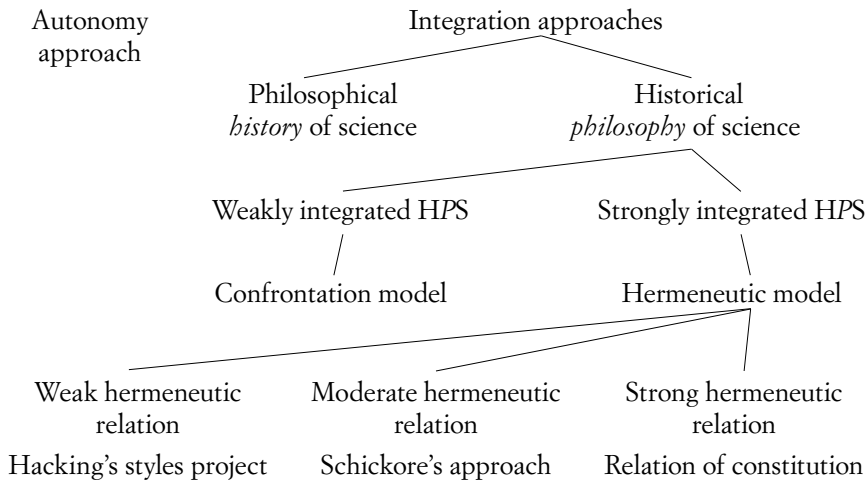 Autonomy
approach
Integration approaches
Philosophical
history of science
Historical
philosophy of science
Weakly integrated HPS
Strongly integrated HPS
Confrontation model
Hermeneutic model
Weak hermeneutic
relation
Moderate hermeneutic
relation
Strong hermeneutic
relation
Hacking’s styles project
Schickore’s approach
Relation of constitution